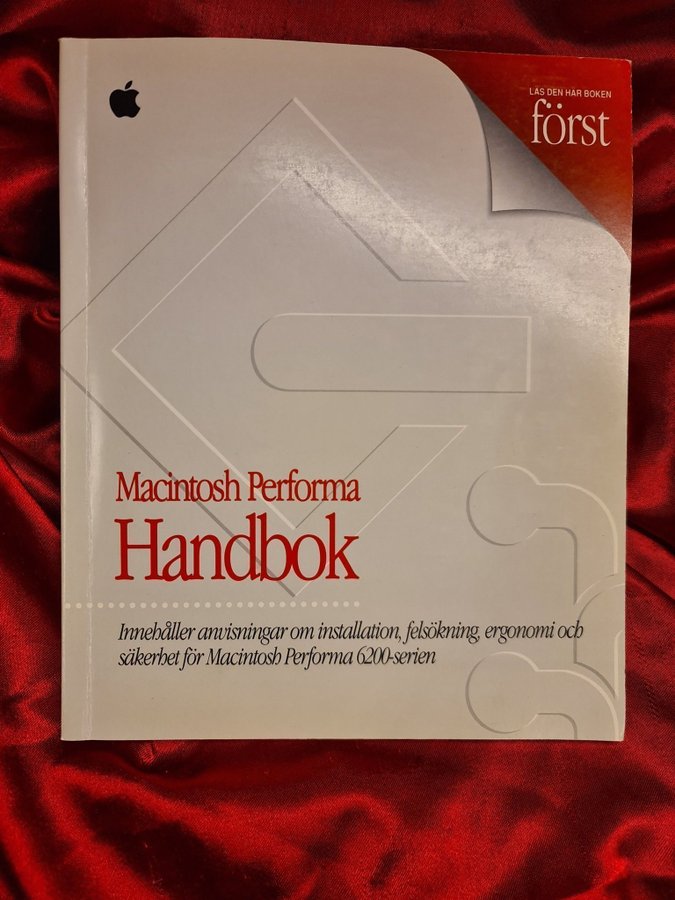 LÄS DEN HÄR BOKEN
först
Macintosh Performa
Handbok
Innehåller anvisningar om installation, felsökning, ergonomi och
säkerhet för Macintosh Performa 6200-serien